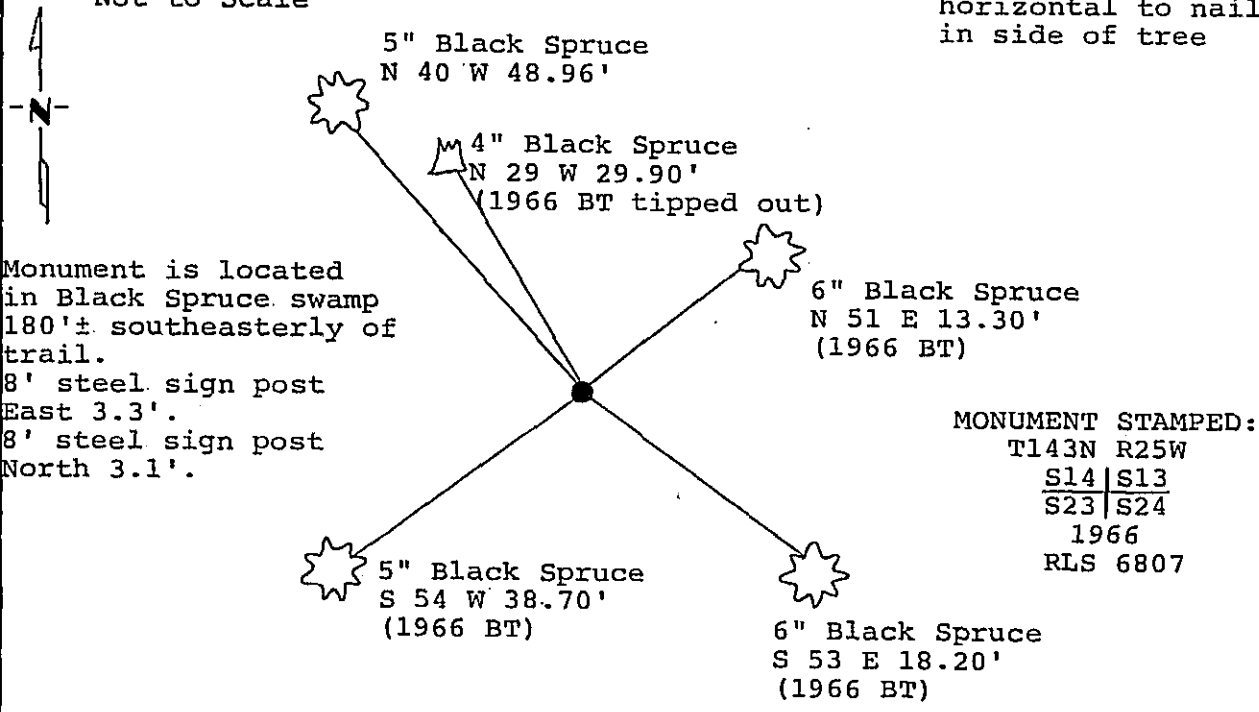 Not to Scale
horizontal to nail
in side of tree
5" Black Spruce
N 40 W 48.96'
N
4" Black Spruce
N 29 W 29.90'
(1966 BT tipped out)
6" Black Spruce
N 51 E 13.30'
(1966 BT)
Monument is located
in Black Spruce swamp
180'± southeasterly of
trail.
8' steel sign post
East 3.3'.
8' steel sign post
North 3.1'.
MONUMENT STAMPED:
T143N R25W
S14|S13
S23|S24
1966
RLS 6807
5" Black Spruce
S 54 W 38.70'
(1966 BT)
6" Black Spruce
S 53 E 18.20'
(1966 BT)